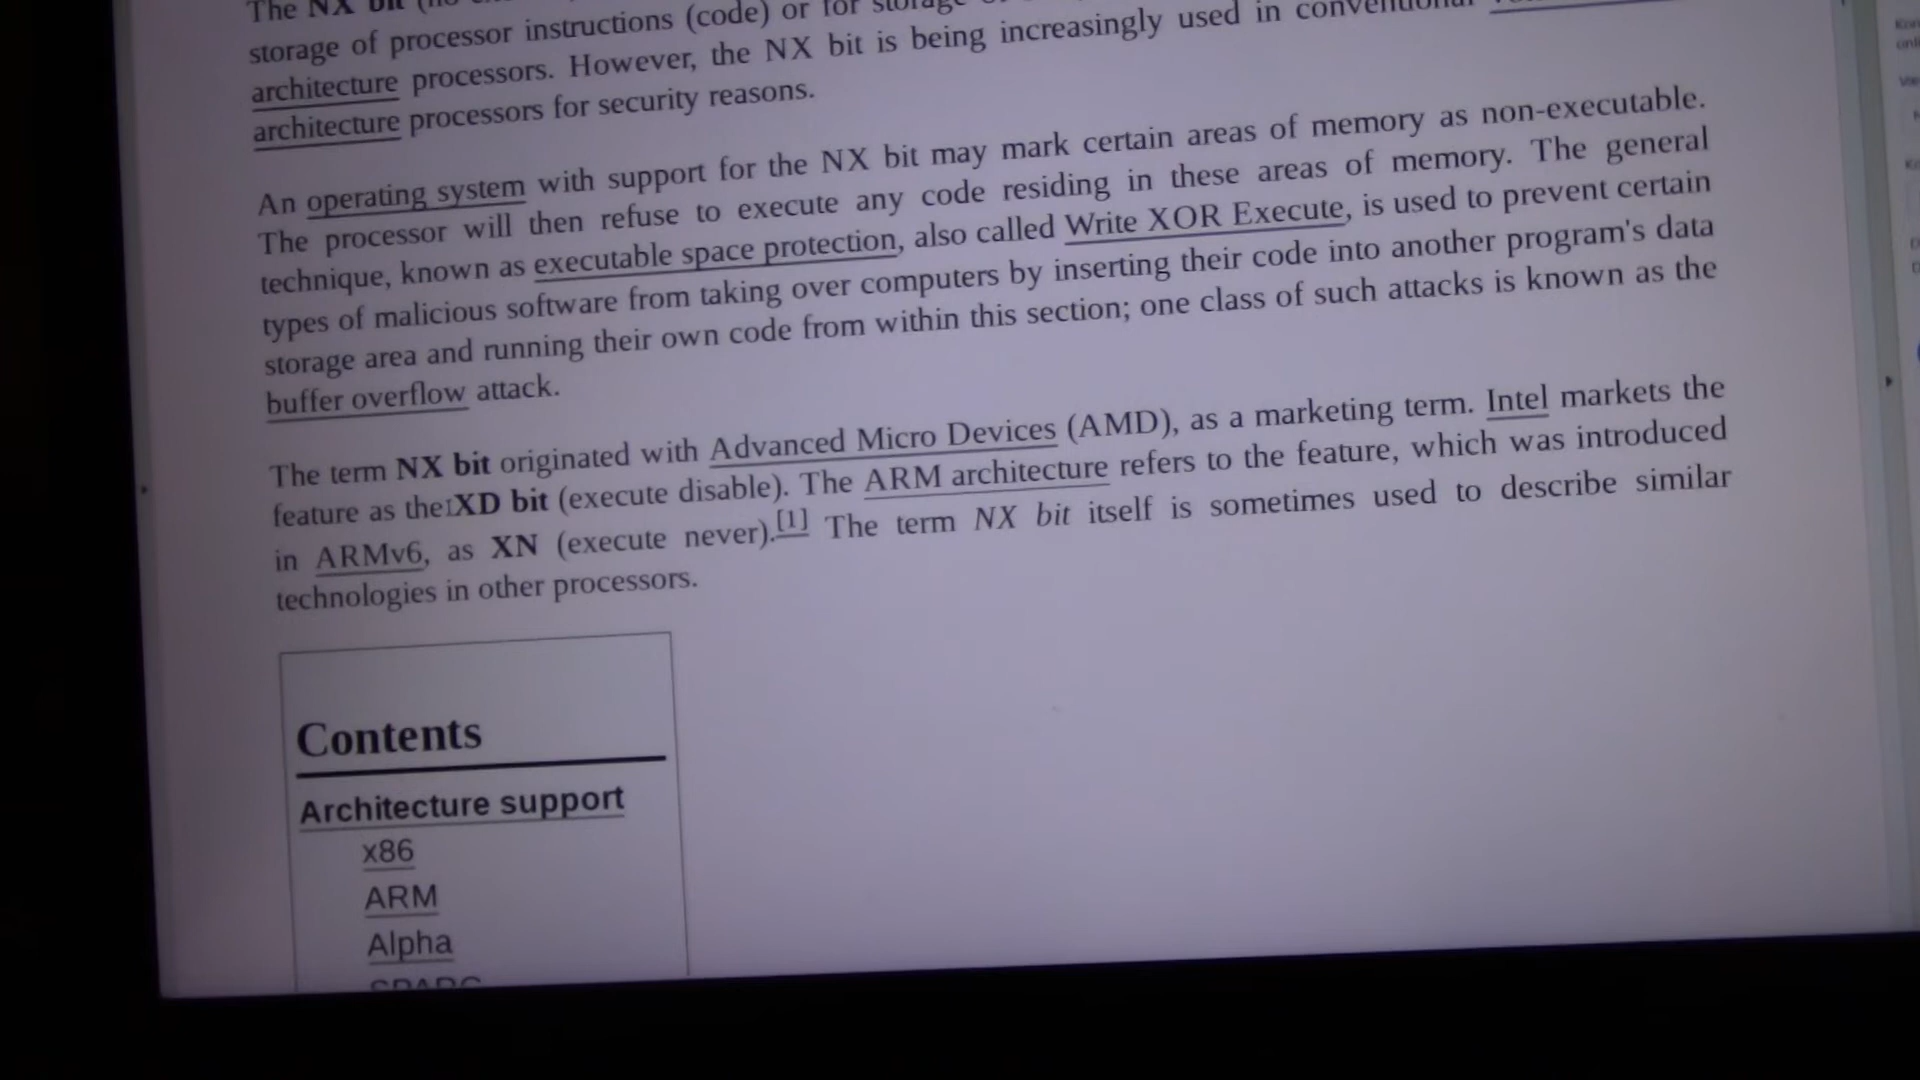 The NX bit
storage of processor instructions (code) or for storage
architecture processors. However, the NX bit is being increasingly used in conventional
architecture processors for security reasons.
An operating system with support for the NX bit may mark certain areas of memory as non-executable.
The processor will then refuse to execute any code residing in these areas of memory. The general
technique, known as executable space protection, also called Write XOR Execute, is used to prevent certain
types of malicious software from taking over computers by inserting their code into another program's data
storage area and running their own code from within this section; one class of such attacks is known as the
buffer overflow attack.
The term NX bit originated with Advanced Micro Devices (AMD), as a marketing term. Intel markets the
feature as the XD bit (execute disable). The ARM architecture refers to the feature, which was introduced
in ARMv6, as XN (execute never).[1] The term NX bit itself is sometimes used to describe similar
technologies in other processors.
Contents
Architecture support
x86
ARM
Alpha
SPARC